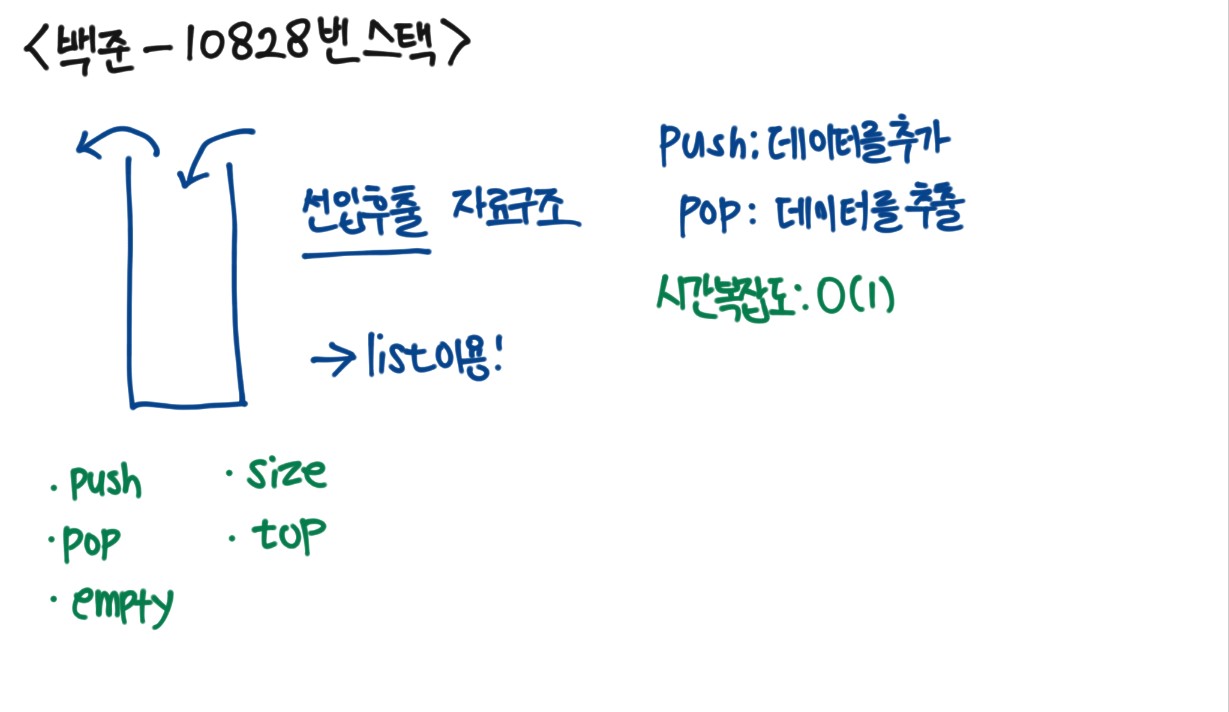 <백준-10828번 스택>
선입후출 자료구조
→ list이용!
push: 데이터를 추가
pop: 데이터를 추출
시간복잡도: O(1)
· push
· pop
· empty
· size
· top